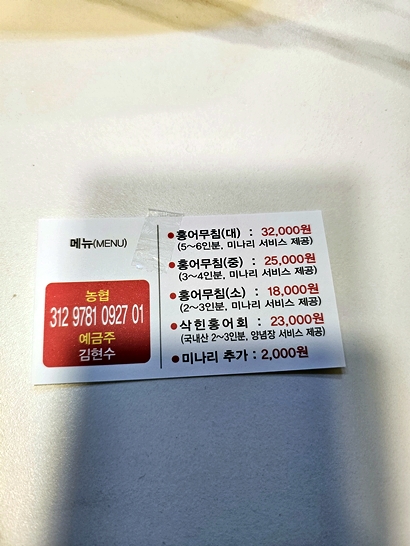 메뉴(MENU)
농협
312 9781 0927 01
예금주
김현수
●홍어무침(대) : 32,000원
(5~6인분, 미나리 서비스 제공)
●홍어무침(중) : 25,000원
(3~4인분, 미나리 서비스 제공)
●홍어무침(소) : 18,000원
(2~3인분, 미나리 서비스 제공)
●삭힌홍어회 : 23,000원
(국내산 2~3인분, 양념장 서비스 제공)
●미나리 추가 : 2,000원